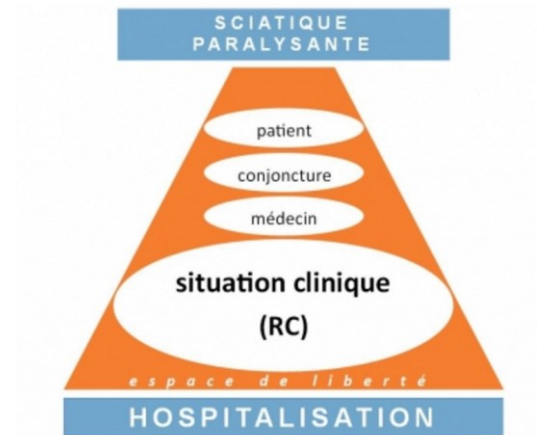 SCIATIQUE
PARALYSANTE
patient
conjoncture
médecin
situation clinique
(RC)
espace de liberté
HOSPITALISATION